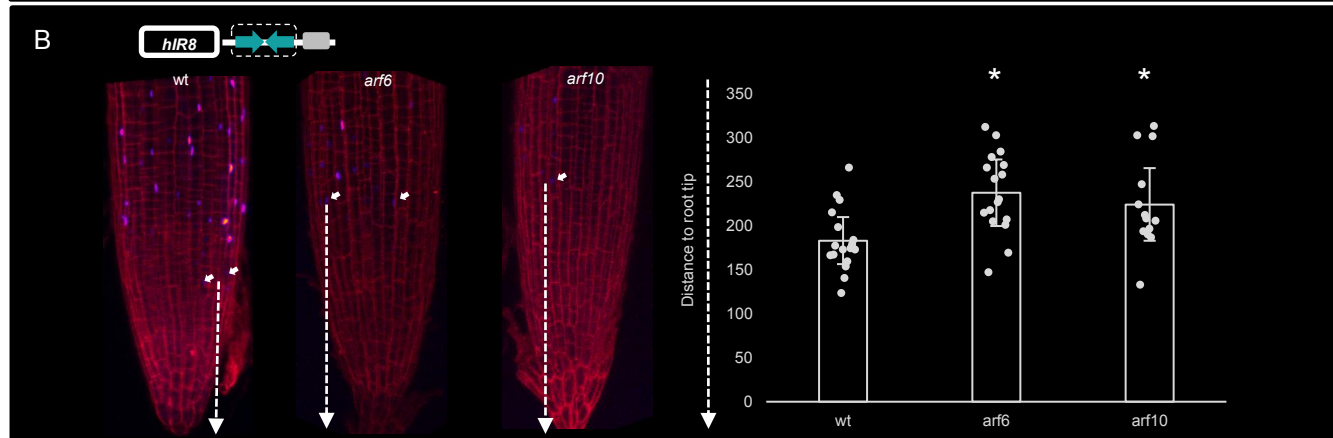 B
hIR8
wt
arf6
arf10
Distance to root tip
350
300
250
200
150
100
50
0
*
*
wt
arf6
arf10